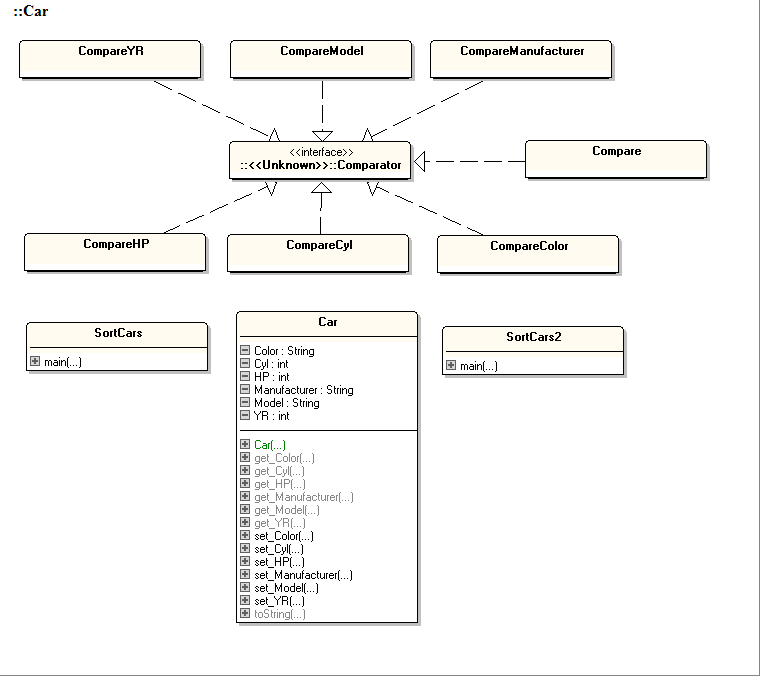 ::Car
CompareYR
CompareModel
CompareManufacturer
<<interface>>
::<<Unknown>>::Comparator
Compare
CompareHP
CompareCyl
CompareColor
SortCars
main(...)
Car
Color : String
Cyl : int
HP : int
Manufacturer : String
Model : String
YR : int
Car(...)
get_Color(...)
get_Cyl(...)
get_HP(...)
get_Manufacturer(...)
get_Model(...)
get_YR(...)
set_Color(...)
set_Cyl(...)
set_HP(...)
set_Manufacturer(...)
set_Model(...)
set_YR(...)
toString(...)
SortCars2
main(...)